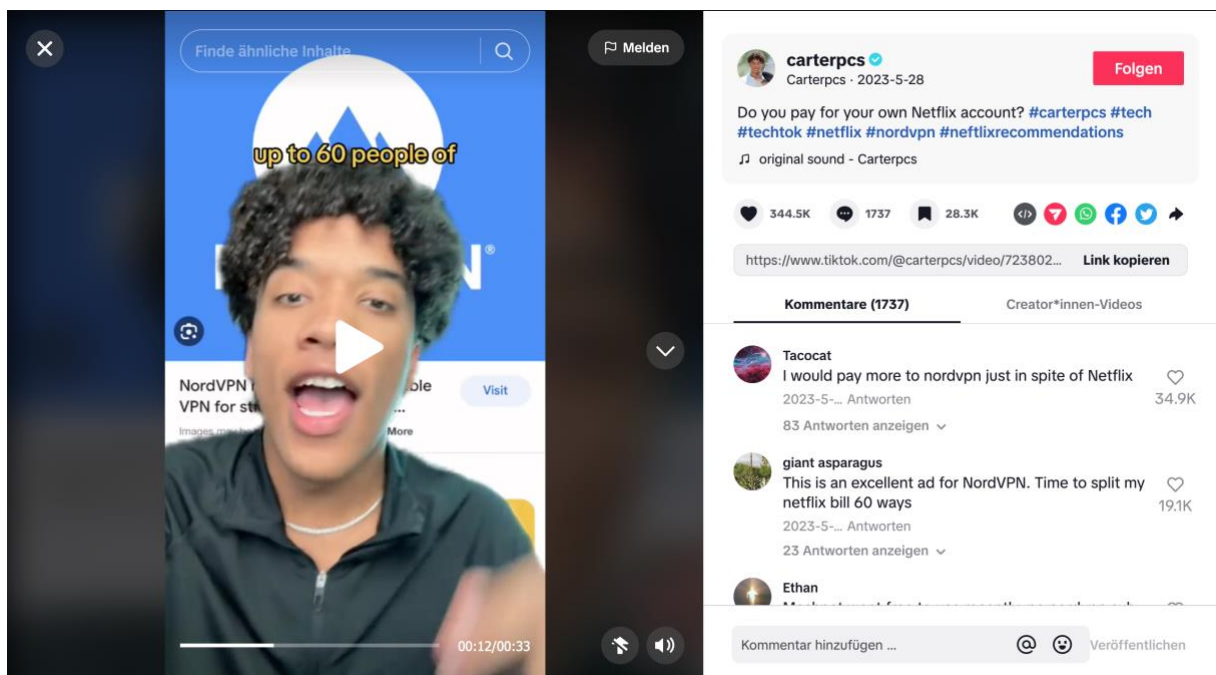 Finde ähnliche Inhalte
Melden
up to 60 people of
N
®
NordVPN
ble
VPN for st
...
Images may be
More
Visit
00:12/00:33
carterpcs
Carterpcs · 2023-5-28
Folgen
Do you pay for your own Netflix account? #carterpcs #tech
#techtok #netflix #nordvpn #neftlixrecommendations
original sound - Carterpcs
344.5K
1737
28.3K
https://www.tiktok.com/@carterpcs/video/723802...
Link kopieren
Kommentare (1737)
Creator*innen-Videos
Tacocat
I would pay more to nordvpn just in spite of Netflix
2023-5-... Antworten
34.9K
83 Antworten anzeigen
giant asparagus
This is an excellent ad for NordVPN. Time to split my
netflix bill 60 ways
19.1K
2023-5-... Antworten
23 Antworten anzeigen
Ethan
Kommentar hinzufügen ...
@
Veröffentlichen